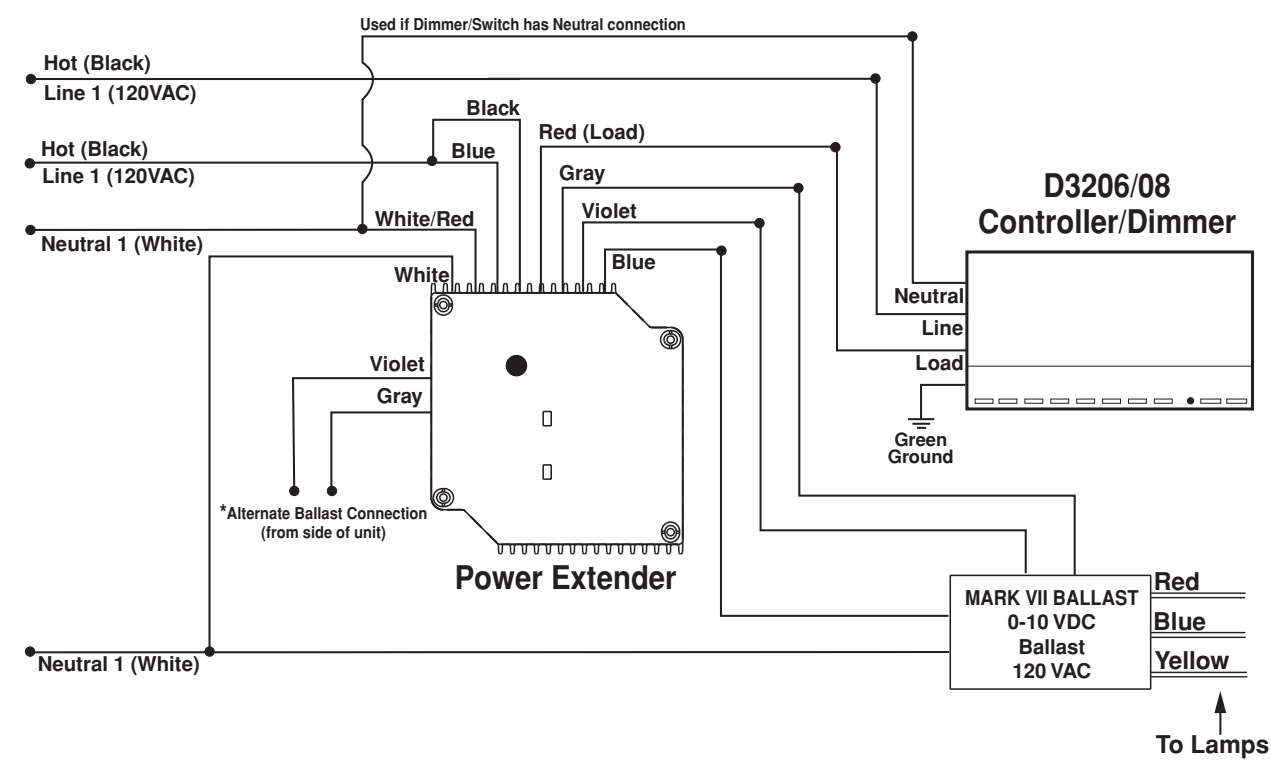 Used if Dimmer/Switch has Neutral connection
Hot (Black)
Line 1 (120VAC)
Black
Red (Load)
Hot (Black)
Line 1 (120VAC)
Blue
Gray
D3206/08
Controller/Dimmer
White/Red
Violet
Neutral 1 (White)
Blue
White
Neutral
Line
Load
Violet
Gray
Green
Ground
*Alternate Ballast Connection
(from side of unit)
Power Extender
MARK VII BALLAST
0-10 VDC
Ballast
120 VAC
Red
Blue
Yellow
Neutral 1 (White)
To Lamps